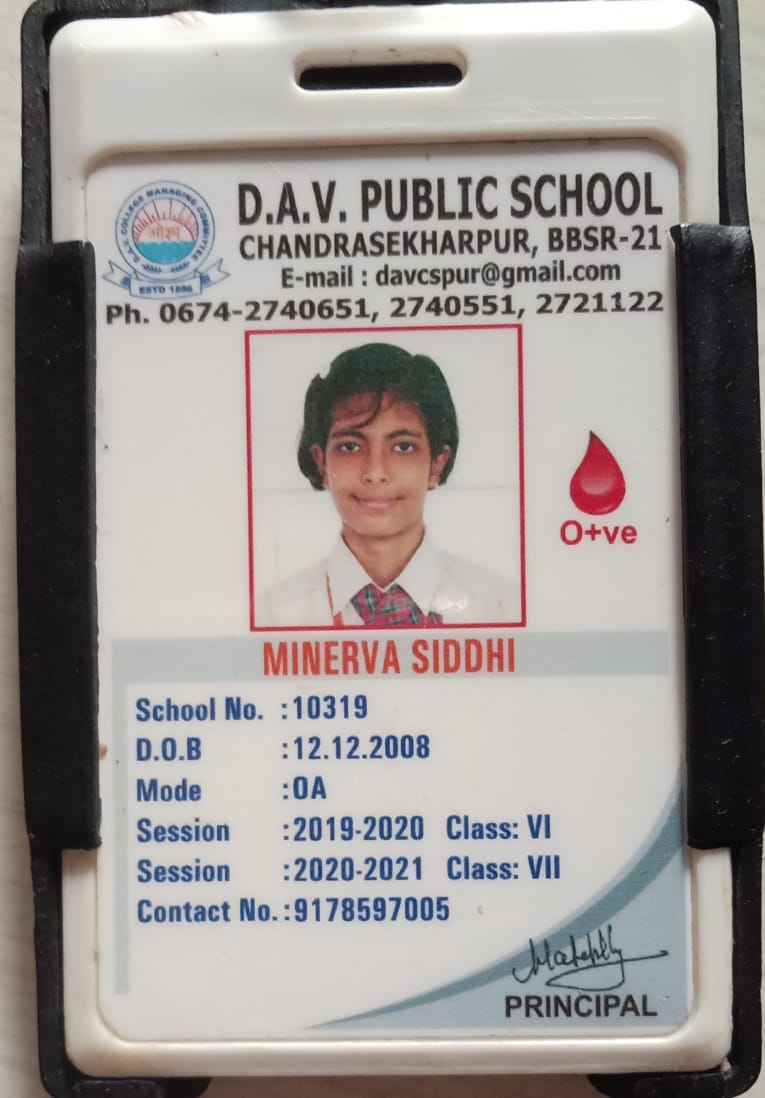 D.A.V. PUBLIC SCHOOL
CHANDRASEKHARPUR, BBSR-21
E-mail : davcspur@gmail.com
Ph. 0674-2740651, 2740551, 2721122
D.A.V. COLLEGE MANAGING COMMITTEE
ओ३म्
ESTD 1886
O+ve
MINERVA SIDDHI
School No. :10319
D.O.B :12.12.2008
Mode :OA
Session :2019-2020 Class: VI
Session :2020-2021 Class: VII
Contact No.:9178597005
PRINCIPAL